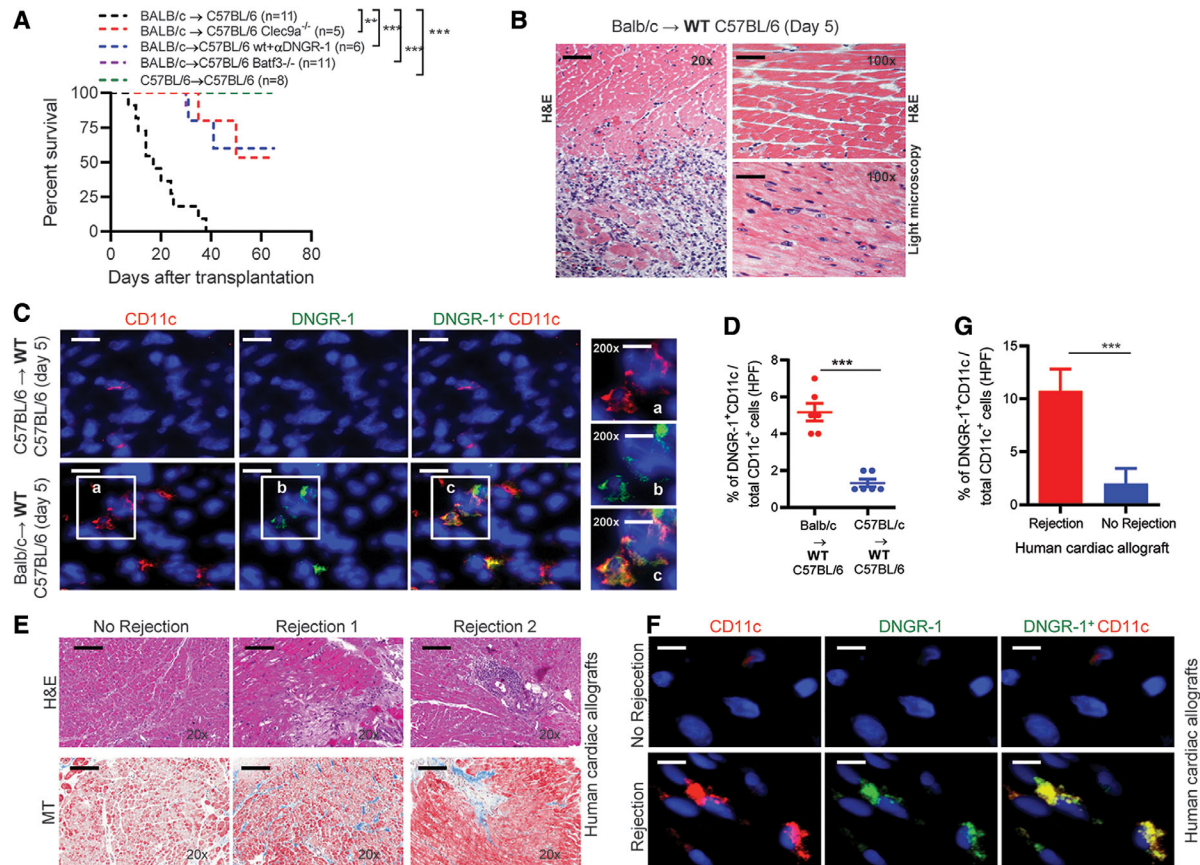 A
BALB/c → C57BL/6 (n=11)
BALB/c → C57BL/6 Clec9a-/- (n=5)
BALB/c→C57BL/6 wt+αDNGR-1 (n=6)
BALB/c→C57BL/6 Batf3-/- (n=11)
C57BL/6→C57BL/6 (n=8)
**
***
***
***
Percent survival
100
75
50
25
0
0 20 40 60 80
Days after transplantation
B
Balb/c → WT C57BL/6 (Day 5)
H&E
20x
100x
H&E
100x
Light microscopy
C
CD11c
DNGR-1
DNGR-1+ CD11c
C57BL/6 → WT
C57BL/6 (day 5)
Balb/c→ WT
C57BL/6 (day 5)
a
b
c
200x
a
200x
b
200x
c
D
% of DNGR-1+CD11c /
total CD11c+ cells (HPF)
8
6
4
2
0
***
Balb/c
→
WT
C57BL/6
C57BL/c
→
WT
C57BL/6
G
% of DNGR-1+CD11c /
total CD11c+ cells (HPF)
15
10
5
0
***
Rejection
No Rejection
Human cardiac allograft
E
No Rejection
Rejection 1
Rejection 2
H&E
20x
20x
20x
MT
20x
20x
20x
Human cardiac allografts
F
CD11c
DNGR-1
DNGR-1+ CD11c
No Rejecetion
Rejection
Human cardiac allografts